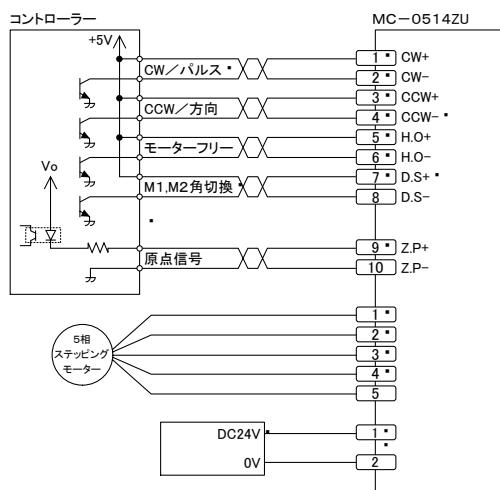 コントローラー
MC-0514ZU
+5V
1 CW+
CW/パルス
2 CW-
3 CCW+
CCW/方向
4 CCW-
5 H.O+
モーターフリー
6 H.O-
Vo
7 D.S+
M1,M2角切換
8 D.S-
9 Z.P+
原点信号
10 Z.P-
1
2
5相
ステッピング
モーター
3
4
5
DC24V
1
0V
2